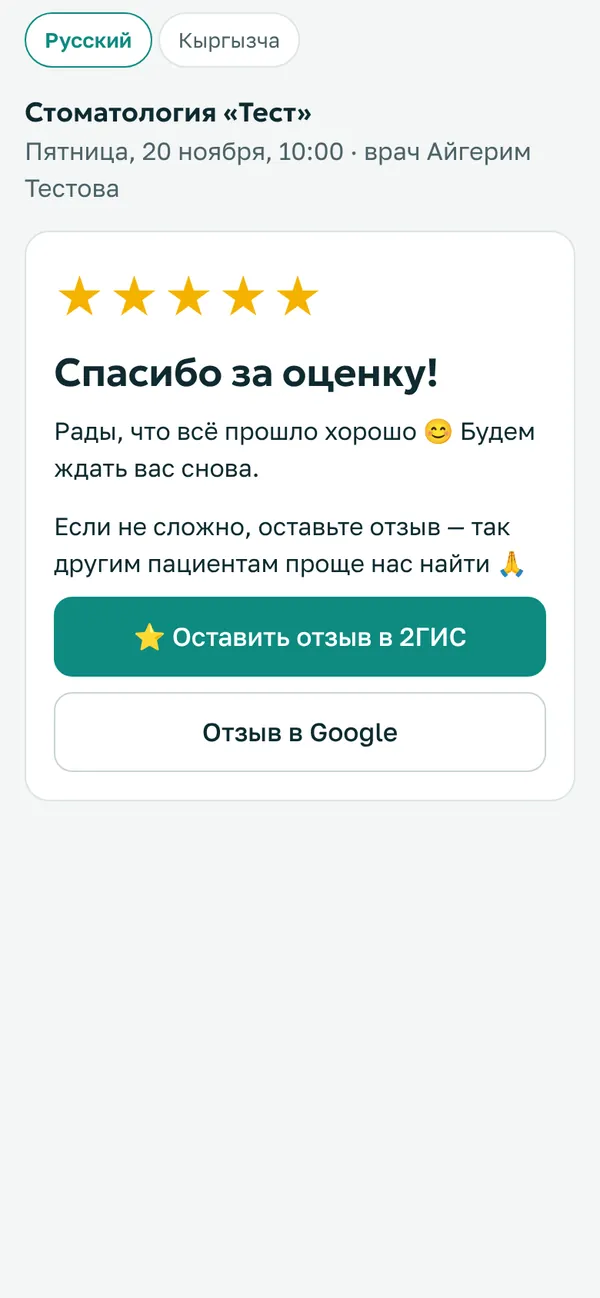 Русский
Кыргызча
Стоматология «Тест»
Пятница, 20 ноября, 10:00 · врач Айгерим
Тестова
Спасибо за оценку!
Рады, что всё прошло хорошо 😊 Будем
ждать вас снова.
Если не сложно, оставьте отзыв — так
другим пациентам проще нас найти 🙏
⭐ Оставить отзыв в 2ГИС
Отзыв в Google